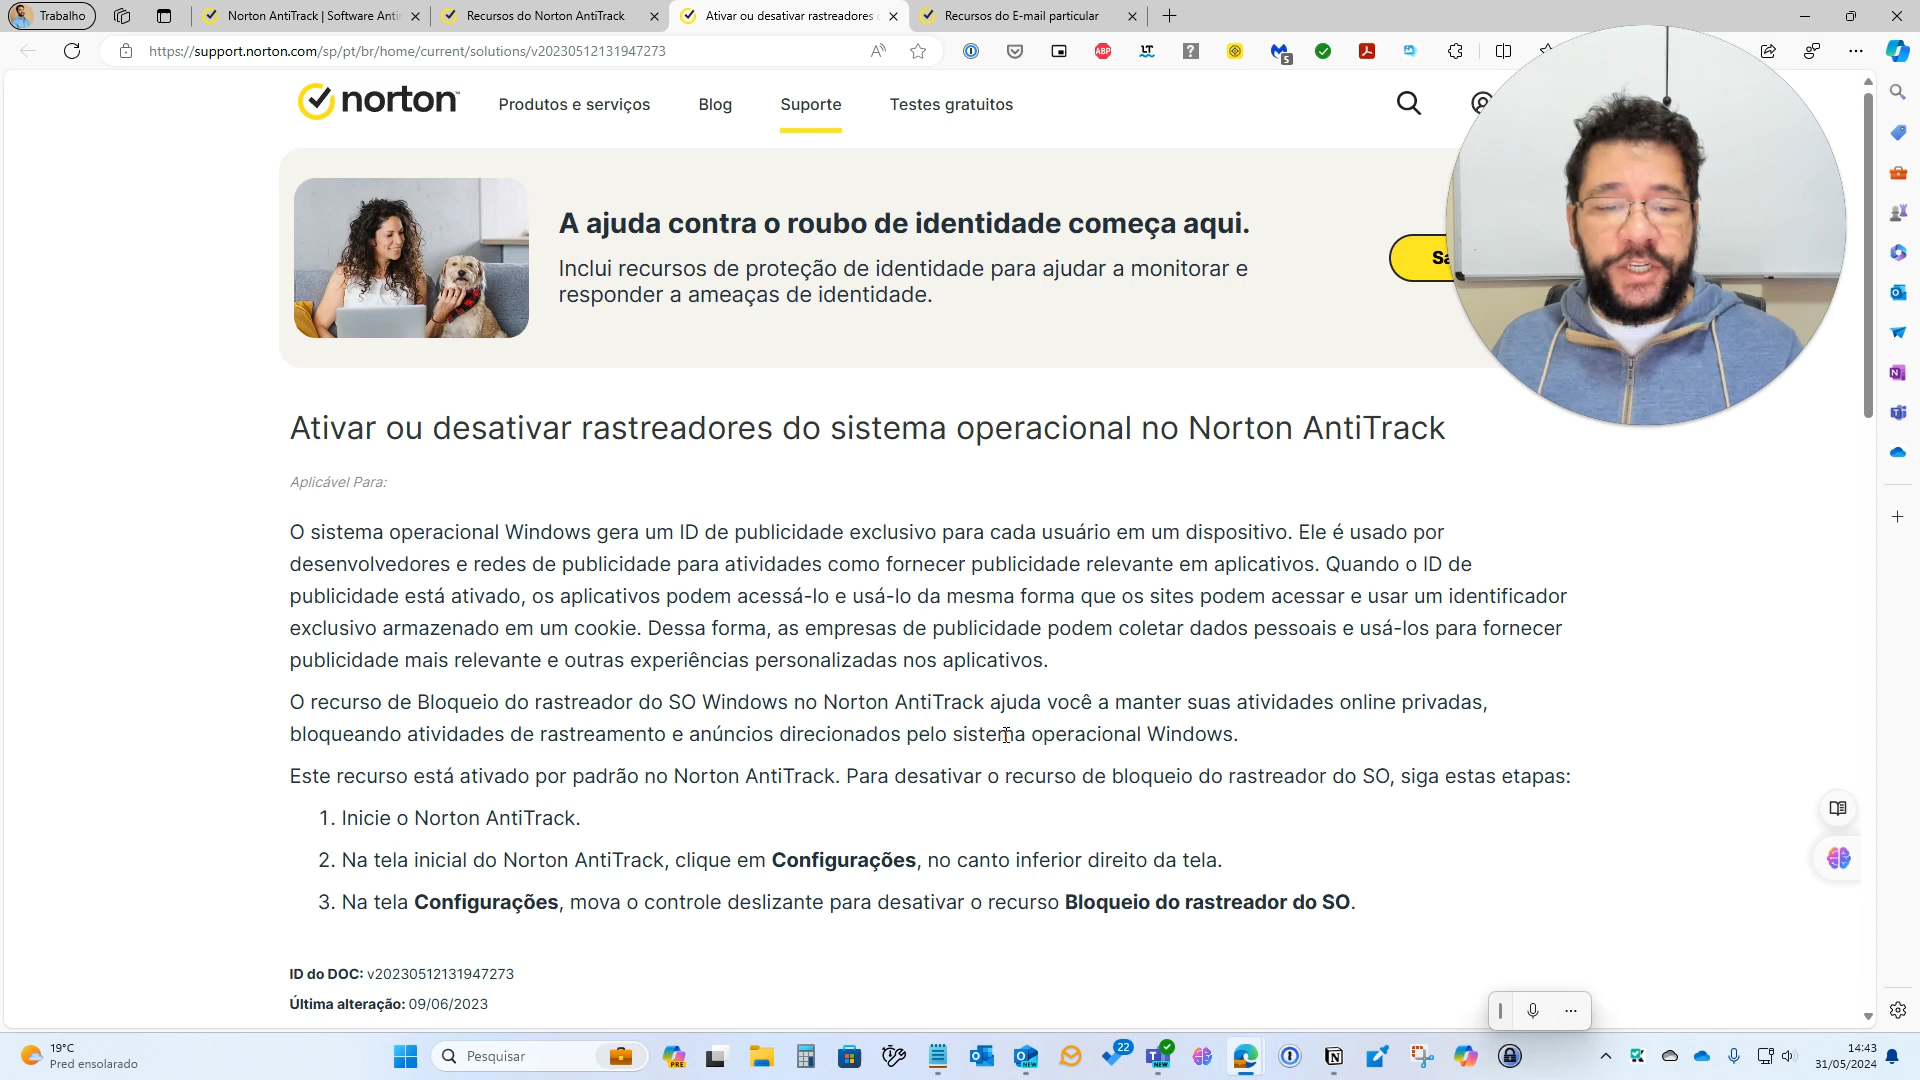 Trabalho
Norton AntiTrack | Software Anti
Recursos do Norton AntiTrack
Ativar ou desativar rastreadores
Recursos do E-mail particular
https://support.norton.com/sp/pt/br/home/current/solutions/v20230512131947273
norton
Produtos e serviços
Blog
Suporte
Testes gratuitos
A ajuda contra o roubo de identidade começa aqui.
Inclui recursos de proteção de identidade para ajudar a monitorar e
responder a ameaças de identidade.
Ativar ou desativar rastreadores do sistema operacional no Norton AntiTrack
Aplicável Para:
O sistema operacional Windows gera um ID de publicidade exclusivo para cada usuário em um dispositivo. Ele é usado por
desenvolvedores e redes de publicidade para atividades como fornecer publicidade relevante em aplicativos. Quando o ID de
publicidade está ativado, os aplicativos podem acessá-lo e usá-lo da mesma forma que os sites podem acessar e usar um identificador
exclusivo armazenado em um cookie. Dessa forma, as empresas de publicidade podem coletar dados pessoais e usá-los para fornecer
publicidade mais relevante e outras experiências personalizadas nos aplicativos.
O recurso de Bloqueio do rastreador do SO Windows no Norton AntiTrack ajuda você a manter suas atividades online privadas,
bloqueando atividades de rastreamento e anúncios direcionados pelo sistema operacional Windows.
Este recurso está ativado por padrão no Norton AntiTrack. Para desativar o recurso de bloqueio do rastreador do SO, siga estas etapas:
1. Inicie o Norton AntiTrack.
2. Na tela inicial do Norton AntiTrack, clique em Configurações, no canto inferior direito da tela.
3. Na tela Configurações, mova o controle deslizante para desativar o recurso Bloqueio do rastreador do SO.
ID do DOC: v20230512131947273
Última alteração: 09/06/2023
19°C
Pred ensolarado
Pesquisar
PRE
NEW
22
NEW
14:43
31/05/2024